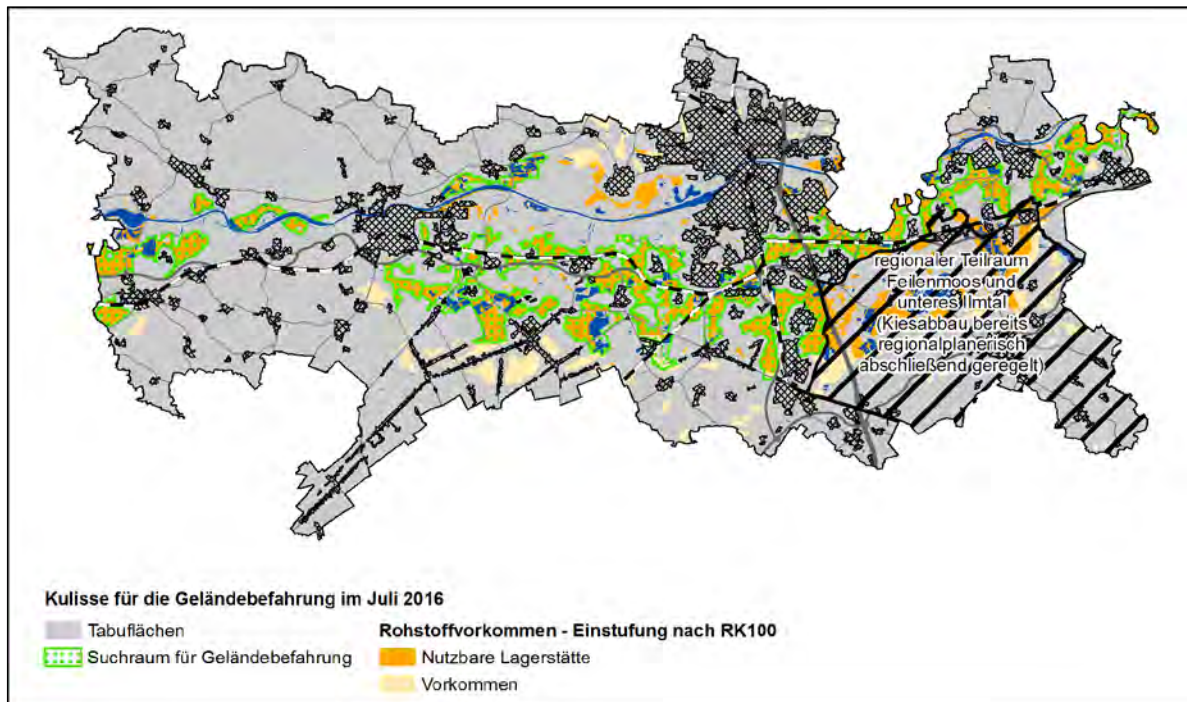 regionaler Teilraum
Feilenmoos und
unteres Ilmtal
(Kiesabbau bereits
regionalplanerisch
abschließend geregelt)
Kulisse für die Geländebefahrung im Juli 2016
Tabuflächen
Suchraum für Geländebefahrung
Rohstoffvorkommen - Einstufung nach RK100
Nutzbare Lagerstätte
Vorkommen